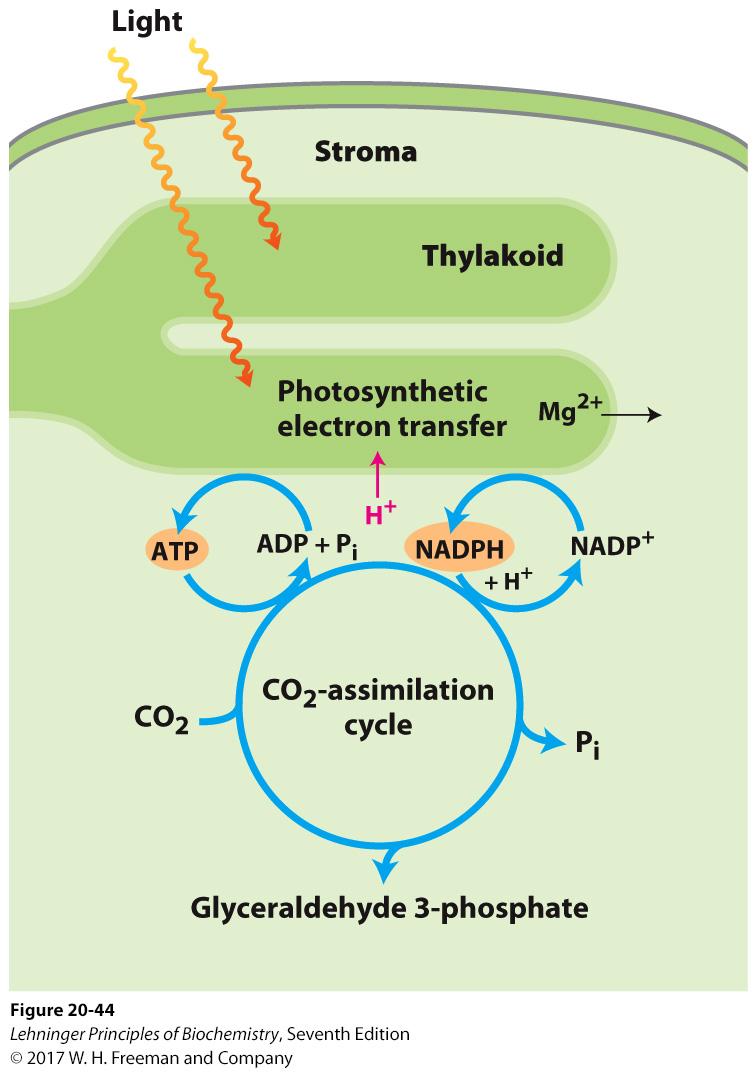 Light
Stroma
Thylakoid
Photosynthetic
electron transfer
Mg²⁺
H⁺
ATP
ADP + Pᵢ
NADPH
+ H⁺
NADP⁺
CO₂-assimilation
cycle
CO₂
Pᵢ
Glyceraldehyde 3-phosphate
Figure 20-44
Lehninger Principles of Biochemistry, Seventh Edition
© 2017 W. H. Freeman and Company